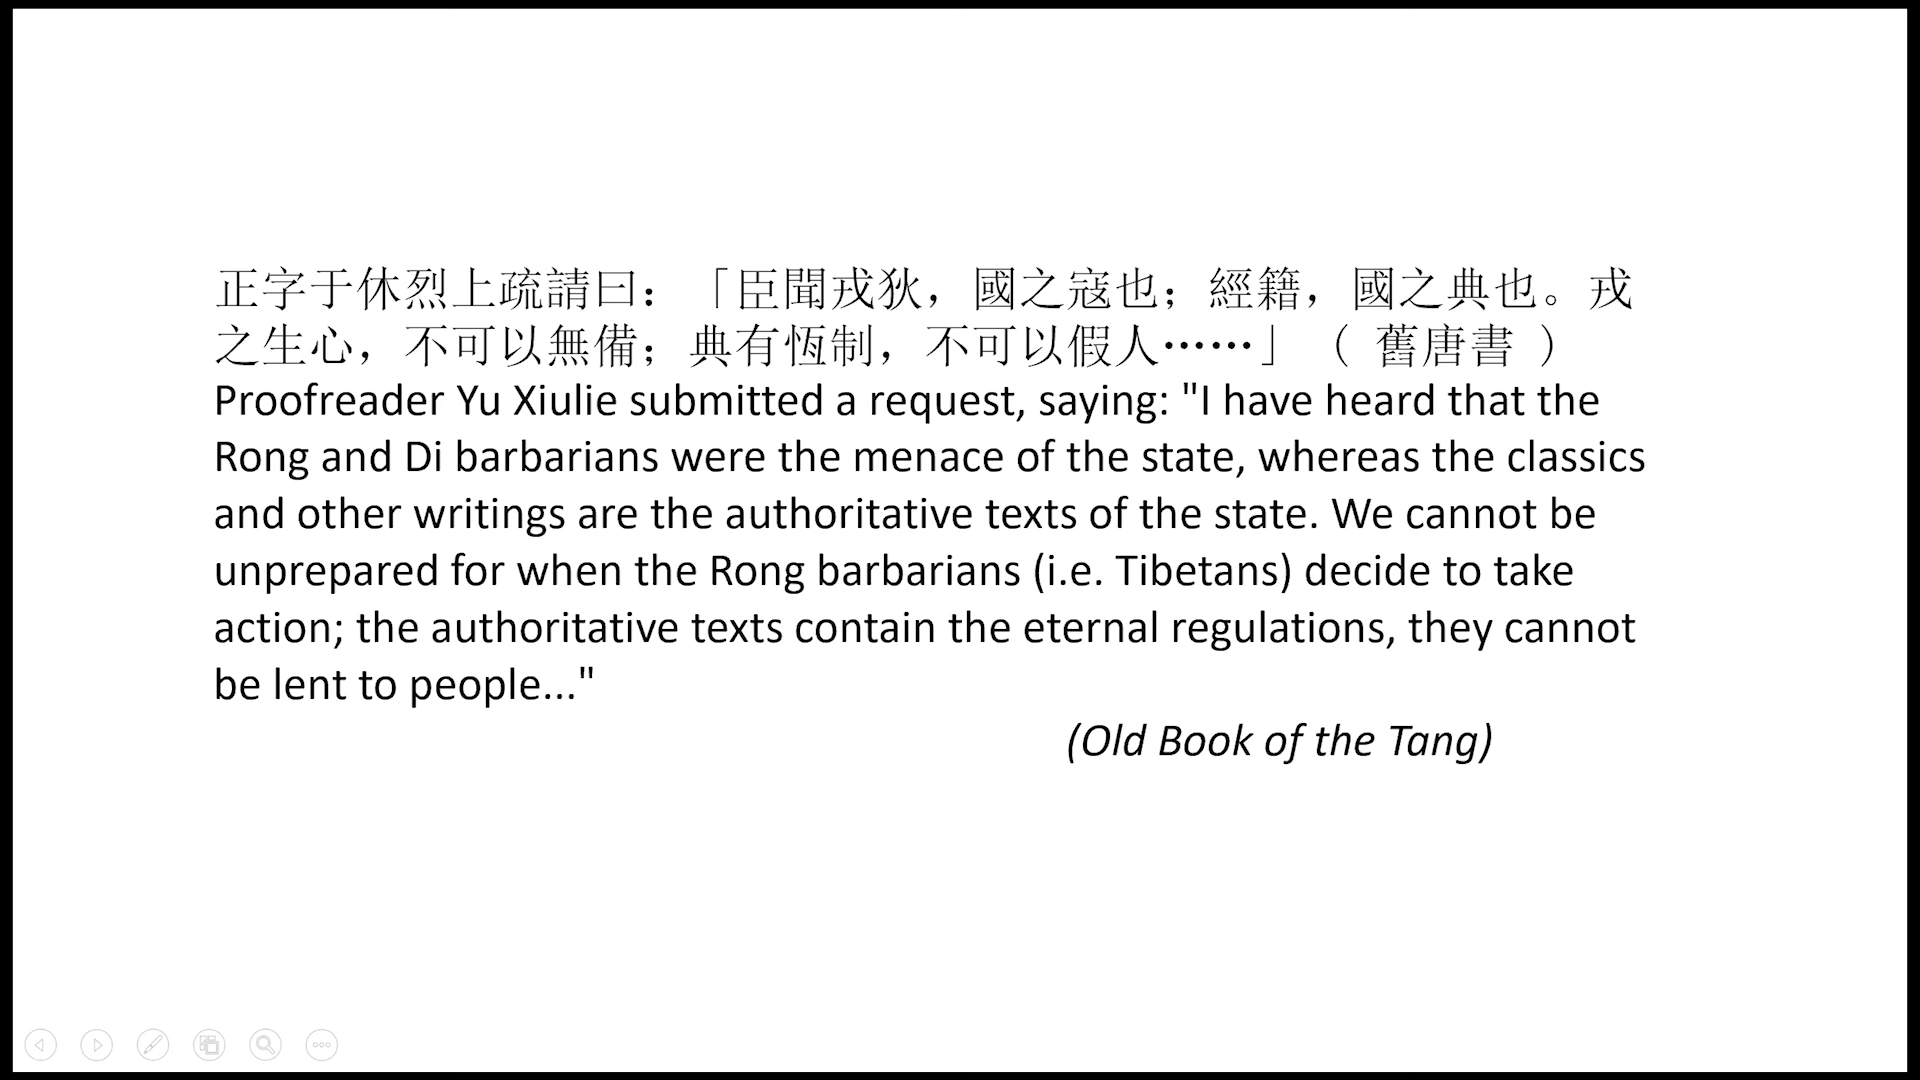 正字于休烈上疏請曰：「臣聞戎狄，國之寇也；經籍，國之典也。戎
之生心，不可以無備；典有恆制，不可以假人……」（ 舊唐書 ）
Proofreader Yu Xiulie submitted a request, saying: "I have heard that the
Rong and Di barbarians were the menace of the state, whereas the classics
and other writings are the authoritative texts of the state. We cannot be
unprepared for when the Rong barbarians (i.e. Tibetans) decide to take
action; the authoritative texts contain the eternal regulations, they cannot
be lent to people..."
(Old Book of the Tang)